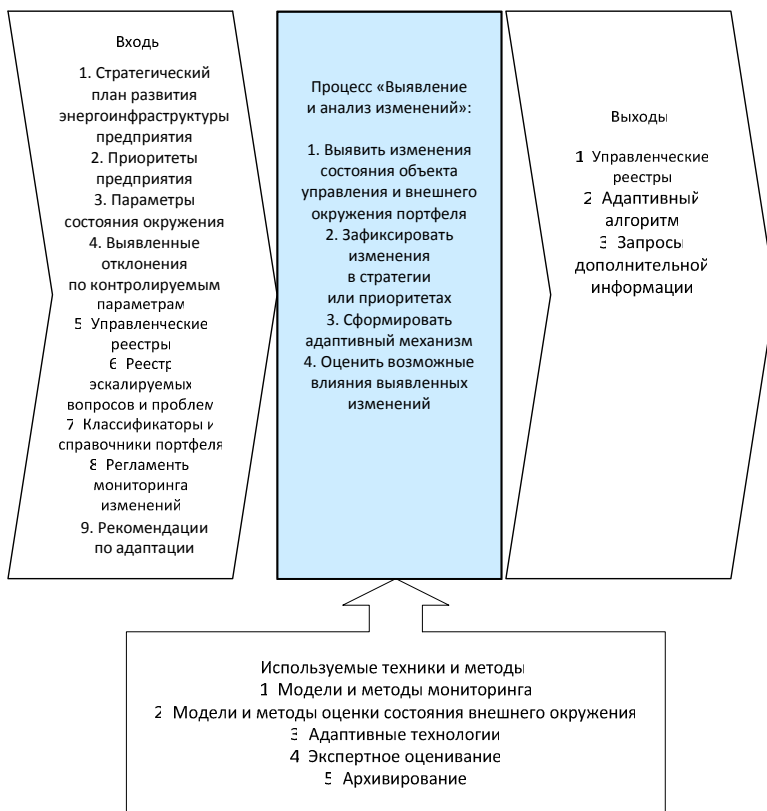 Входь
1. Стратегический
план развития
энергоинфраструктуры
предприятия
2. Приоритеты
предприятия
3. Параметры
состояния окружения
4. Выявленные
отклонения
по контролируемым
параметрам
5 Управленческие
реестры
6 Реестр
эскалируемых
вопросов и проблем
7 Классификаторы и
справочники портфеля
8 Регламенть
мониторинга
изменений
9. Рекомендации
по адаптации
Процесс «Выявление
и анализ изменений»:
1. Выявить изменения
состояния объекта
управления и внешнего
окружения портфеля
2. Зафиксировать
изменения
в стратегии
или приоритетах
3. Сформировать
адаптивный механизм
4. Оценить возможные
влияния выявленных
изменений
Выходы
1 Управленческие
реестры
2 Адаптивный
алгоритм
3 Запросы
дополнительной
информации
Используемые техники и методы
1 Модели и методы мониторинга
2 Модели и методы оценки состояния внешнего окружения
3 Адаптивные технологии
4 Экспертное оценивание
5 Архивирование